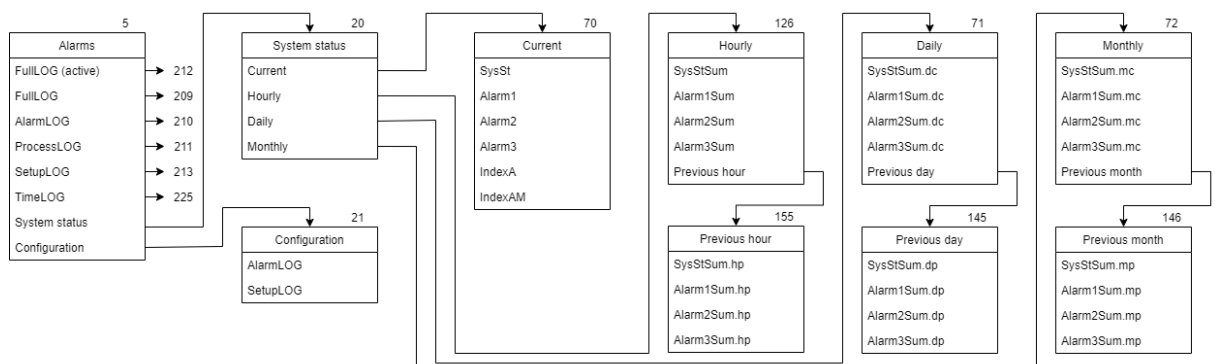 5
Alarms
FullLOG (active)
212
FullLOG
209
AlarmLOG
210
ProcessLOG
211
SetupLOG
213
TimeLOG
225
System status
Configuration
20
System status
Current
Hourly
Daily
Monthly
21
Configuration
AlarmLOG
SetupLOG
70
Current
SysSt
Alarm1
Alarm2
Alarm3
IndexA
IndexAM
126
Hourly
SysStSum
Alarm1Sum
Alarm2Sum
Alarm3Sum
Previous hour
155
Previous hour
SysStSum.hp
Alarm1Sum.hp
Alarm2Sum.hp
Alarm3Sum.hp
71
Daily
SysStSum.dc
Alarm1Sum.dc
Alarm2Sum.dc
Alarm3Sum.dc
Previous day
145
Previous day
SysStSum.dp
Alarm1Sum.dp
Alarm2Sum.dp
Alarm3Sum.dp
72
Monthly
SysStSum.mc
Alarm1Sum.mc
Alarm2Sum.mc
Alarm3Sum.mc
Previous month
146
Previous month
SysStSum.mp
Alarm1Sum.mp
Alarm2Sum.mp
Alarm3Sum.mp